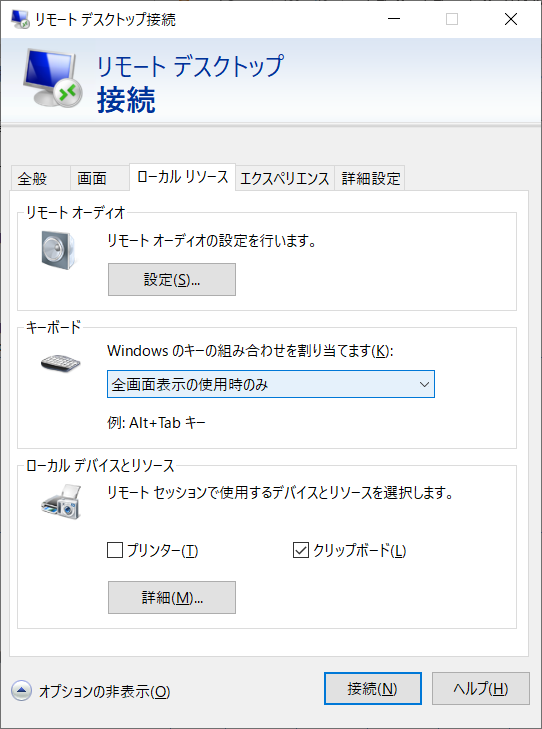 リモート デスクトップ接続
リモート デスクトップ
接続
全般 画面 ローカル リソース エクスペリエンス 詳細設定
リモート オーディオ
リモート オーディオの設定を行います。
設定(S)...
キーボード
Windows のキーの組み合わせを割り当てます(K):
全画面表示の使用時のみ
例: Alt+Tab キー
ローカル デバイスとリソース
リモート セッションで使用するデバイスとリソースを選択します。
プリンター(T) クリップボード(L)
詳細(M)...
オプションの非表示(O) 接続(N) ヘルプ(H)